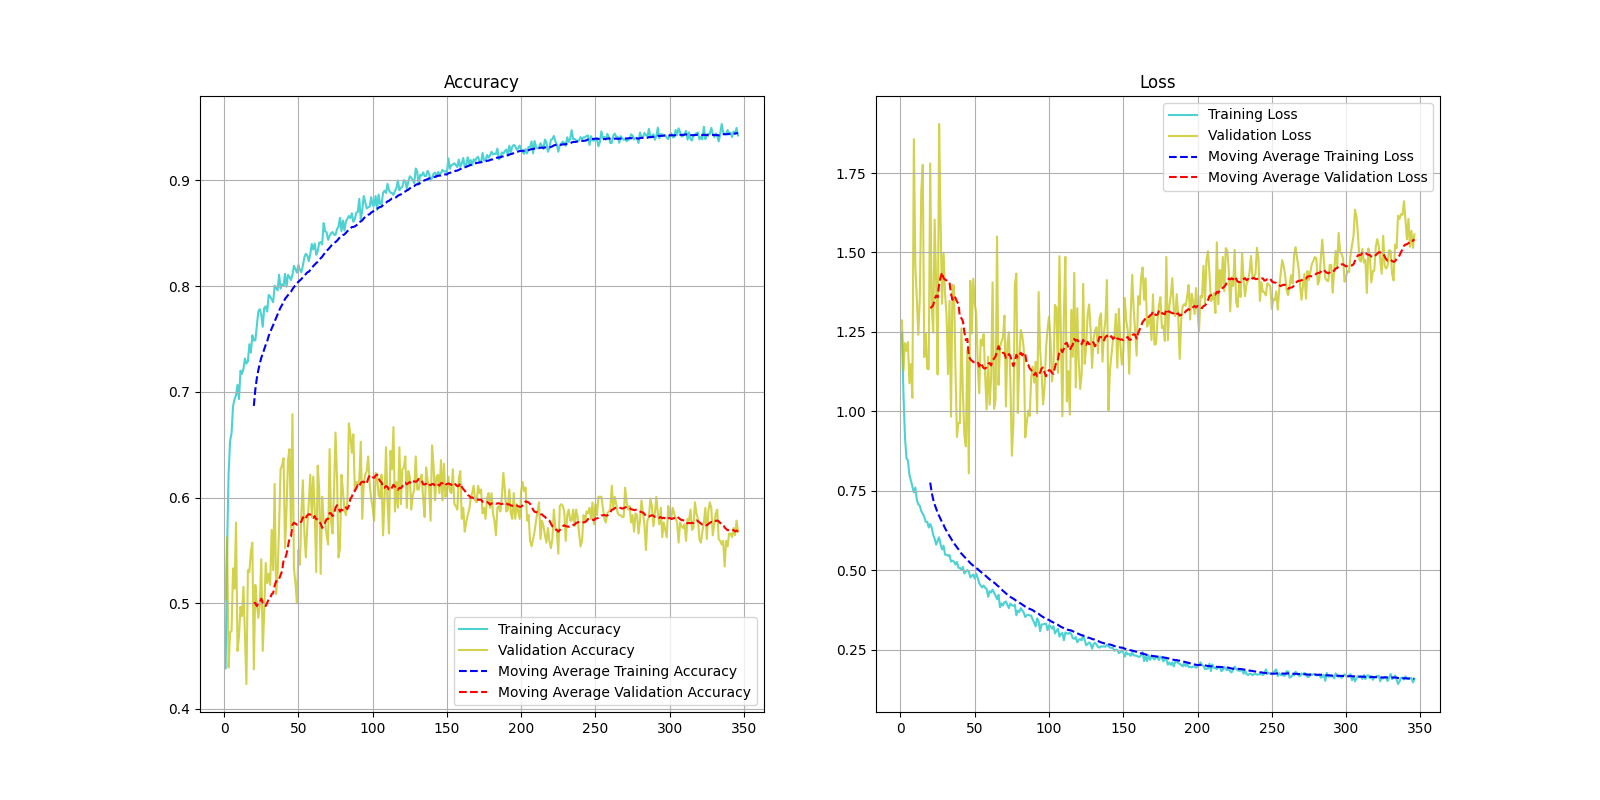 Accuracy
0.9
0.8
0.7
0.6
0.5
0.4
0
50
100
150
200
250
300
350
Training Accuracy
Validation Accuracy
Moving Average Training Accuracy
Moving Average Validation Accuracy
Loss
1.75
1.50
1.25
1.00
0.75
0.50
0.25
0
50
100
150
200
250
300
350
Training Loss
Validation Loss
Moving Average Training Loss
Moving Average Validation Loss